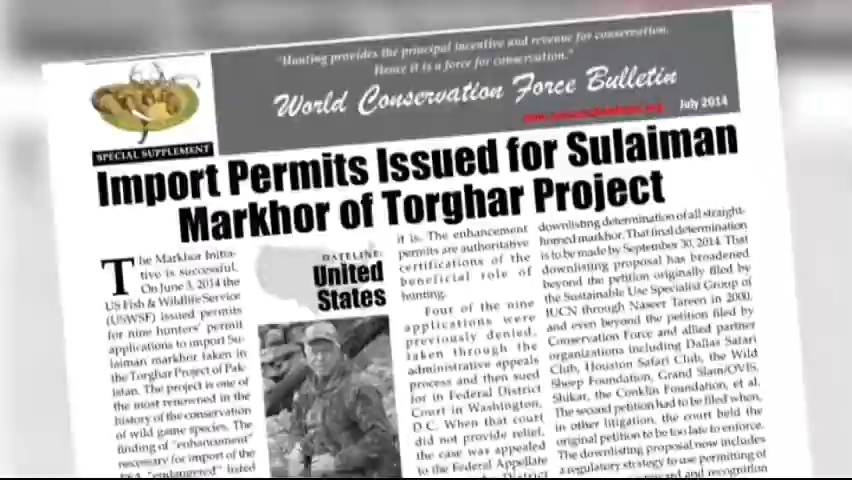 "Hunting provides the principal incentive and revenue for conservation.
Hence it is a force for conservation."
World Conservation Force Bulletin
July 2014
SPECIAL SUPPLEMENT
Import Permits Issued for Sulaiman
Markhor of Torghar Project
The Markhor Initia-
tive is successful.
On June 3, 2014 the
US Fish & Wildlife Service
(USWSF) issued permits
for nine hunters' permit
applications to import Su-
laiman markhor taken in
the Torghar Project of Pak-
istan. The project is one of
the most renowned in the
history of the conservation
of wild game species. The
finding of "enhancement"
necessary for import of the
"endangered" listed
DATELINE:
United
States
it is. The enhancement
permits are authoritative
certifications of the
beneficial role of
hunting.
Four of the nine
applications were
previously denied,
taken through the
administrative appeals
process and then sued
for in Federal District
Court in Washington,
D.C. When that court
did not provide relief,
the case was appealed
to the Federal Appellate
District
downlisting determination of all straight-
horned markhor. That final determination
is to be made by September 30, 2014. That
downlisting proposal has broadened
beyond the petition originally filed by
the Sustainable Use Specialist Group of
IUCN through Naseer Tareen in 2000,
and even beyond the petition filed by
Conservation Force and allied partner
organizations including Dallas Safari
Club, Houston Safari Club, the Wild
Sheep Foundation, Grand Slam/OVIS,
Shikar, the Conklin Foundation, et al.
The second petition had to be filed when,
in other litigation, the court held the
original petition to be too late to enforce.
The downlisting proposal now includes
a regulatory strategy to use permitting of
and recognition